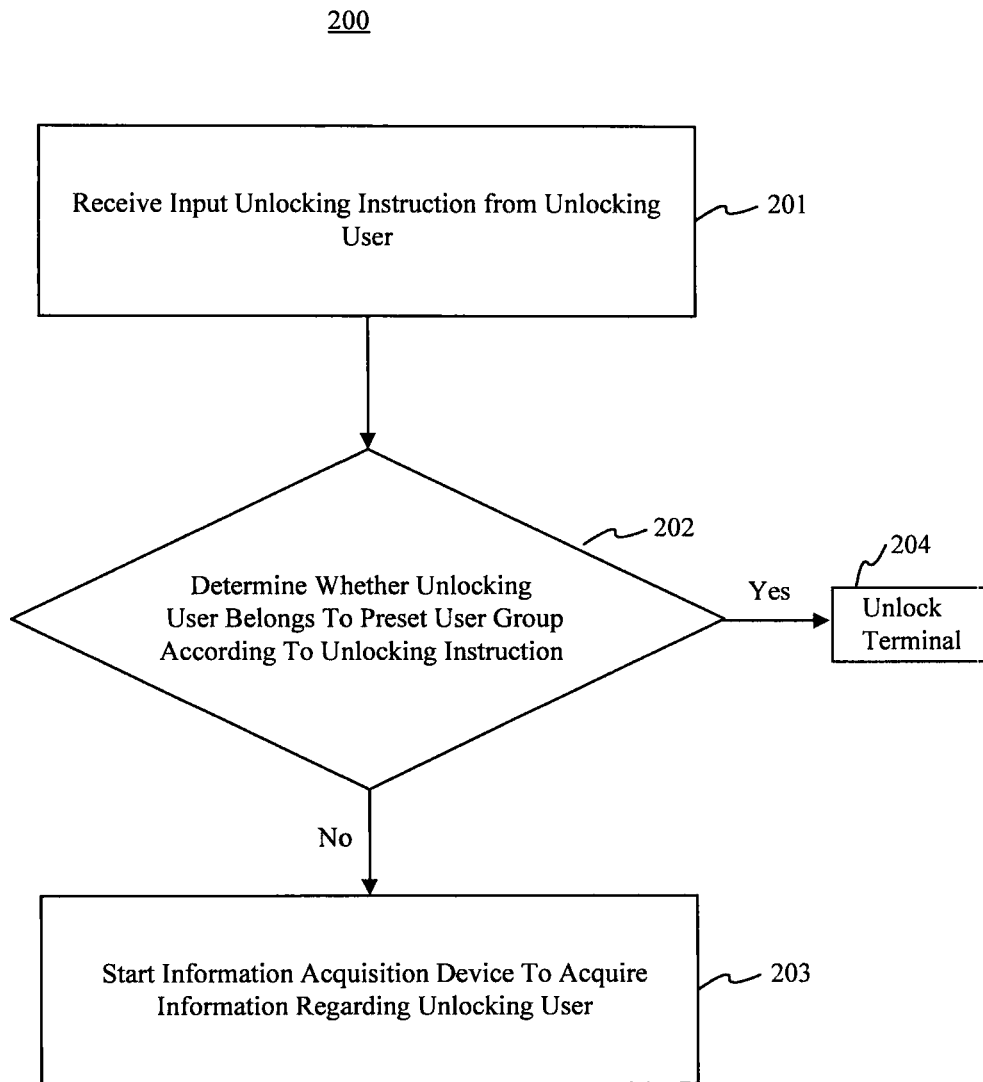 200
Receive Input Unlocking Instruction from Unlocking
User
201
202
Determine Whether Unlocking
User Belongs To Preset User Group
According To Unlocking Instruction
Yes
204
Unlock
Terminal
No
Start Information Acquisition Device To Acquire
Information Regarding Unlocking User
203